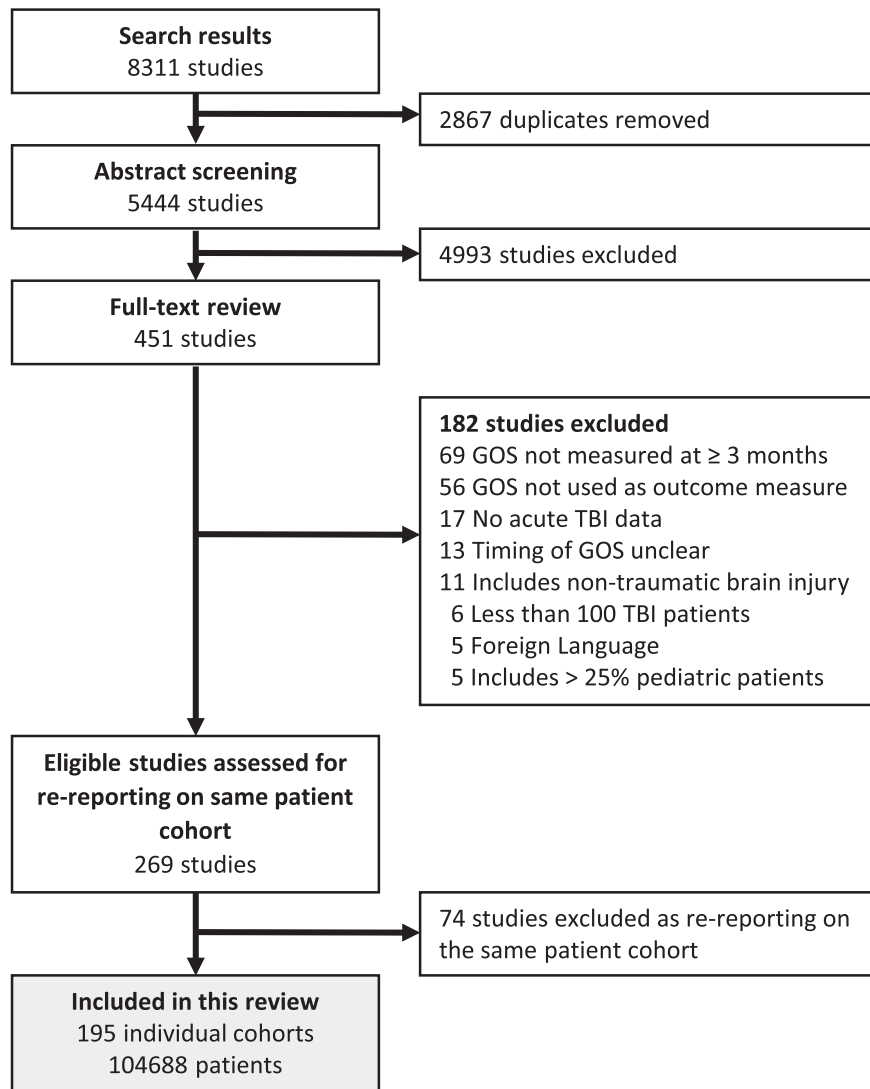 Search results
8311 studies
2867 duplicates removed
Abstract screening
5444 studies
4993 studies excluded
Full-text review
451 studies
182 studies excluded
69 GOS not measured at ≥ 3 months
56 GOS not used as outcome measure
17 No acute TBI data
13 Timing of GOS unclear
11 Includes non-traumatic brain injury
6 Less than 100 TBI patients
5 Foreign Language
5 Includes > 25% pediatric patients
Eligible studies assessed for
re-reporting on same patient
cohort
269 studies
74 studies excluded as re-reporting on
the same patient cohort
Included in this review
195 individual cohorts
104688 patients